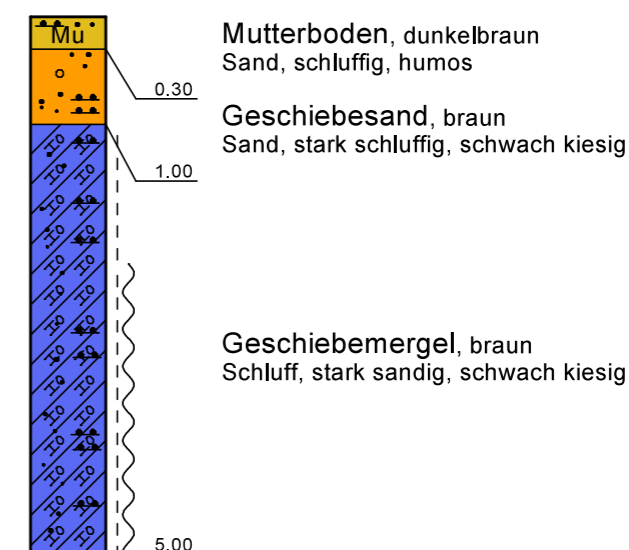 Mu
Mutterboden, dunkelbraun
Sand, schluffig, humos
0.30
Geschiebesand, braun
Sand, stark schluffig, schwach kiesig
1.00
Geschiebemergel, braun
Schluff, stark sandig, schwach kiesig
5.00